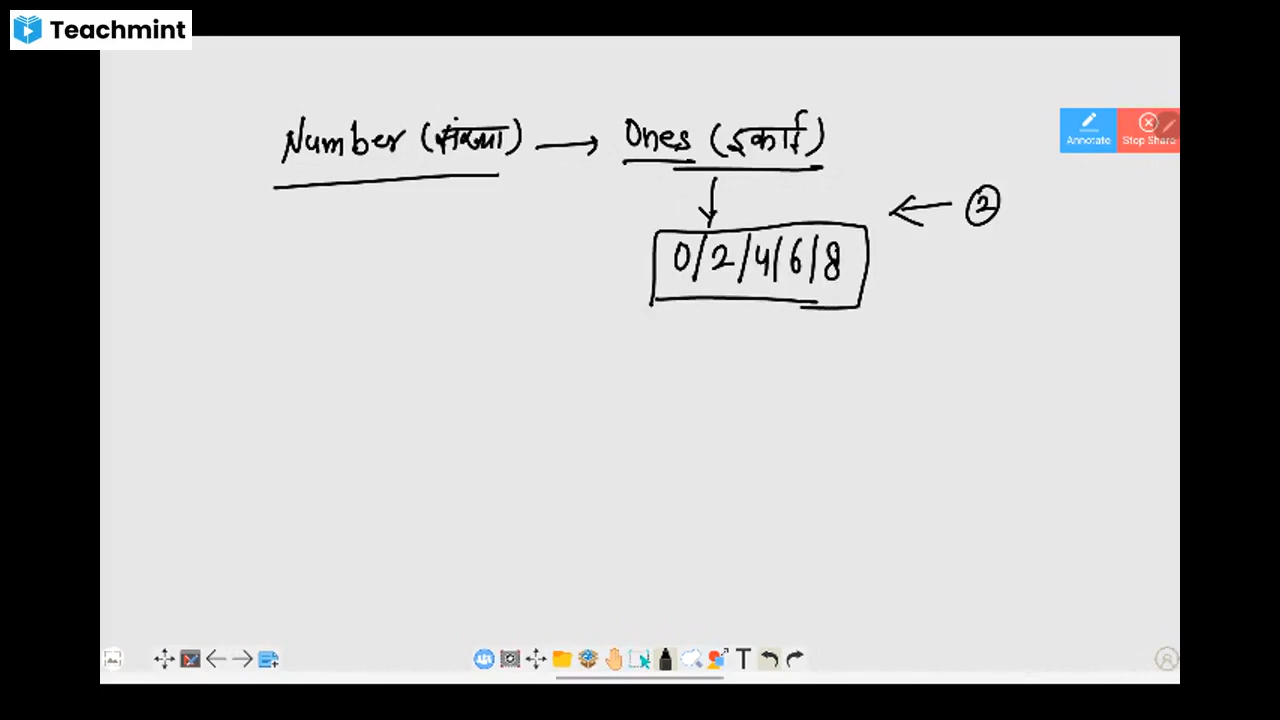 Teachmint
Number (संख्या) → Ones (इकाई)
0/2/4/6/8 ← 2
Annotate
Stop Share
T